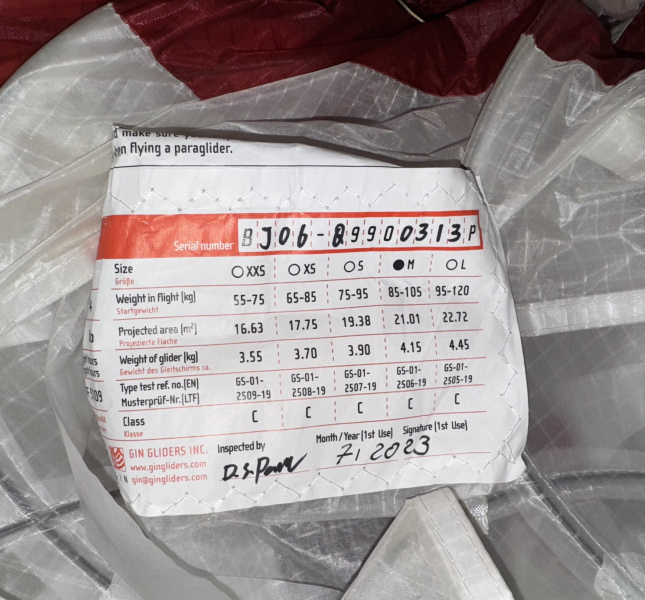 d make sure
en flying a paraglider.
Serial number BJ06-Q9900313P
Size ○ XXS ○ XS ○ S ● M ○ L
Größe
Weight in flight (kg) 55-75 65-85 75-95 85-105 95-120
Startgewicht
Projected area (m²) 16.63 17.75 19.38 21.01 22.72
Projezierte Fläche
Weight of glider (kg) 3.55 3.70 3.90 4.15 4.45
Gewicht des Gleitschirms ca.
Type test ref. no.(EN) GS-01- GS-01- GS-01- GS-01- GS-01-
Musterprüf-Nr.(LTF) 2509-19 2508-19 2507-19 2506-19 2505-19
Class C C C C C
Klasse
GIN GLIDERS INC. Inspected by Month / Year (1st Use) Signature (1st Use)
www.gingliders.com 7, 2023
gin@gingliders.com